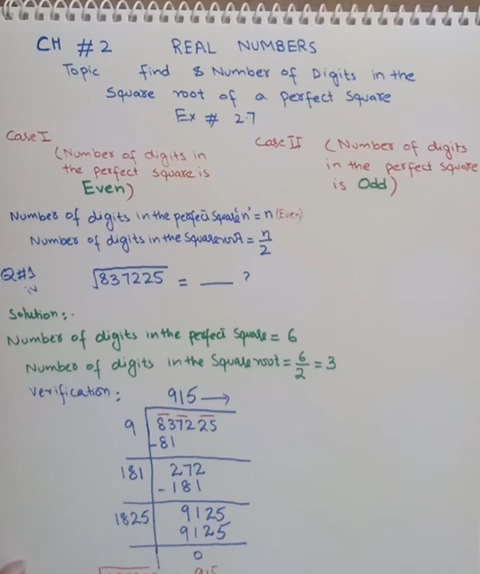 CH # 2 REAL NUMBERS
Topic find & Number of Digits in the
Square root of a perfect Square
Ex # 2.7
Case I
(Number of digits in
the perfect square is
Even)
Case II (Number of digits
in the perfect square
is Odd)
Number of digits in the perfect Square 'n' = n (Even)
Number of digits in the Square root = n/2
Q#1
iv
√837225 = ___ ?
Solution:.
Number of digits in the perfect Square = 6
Number of digits in the Square root = 6/2 = 3
Verification:
915 →
9 837225
-81
181 272
-181
1825 9125
9125
0
915